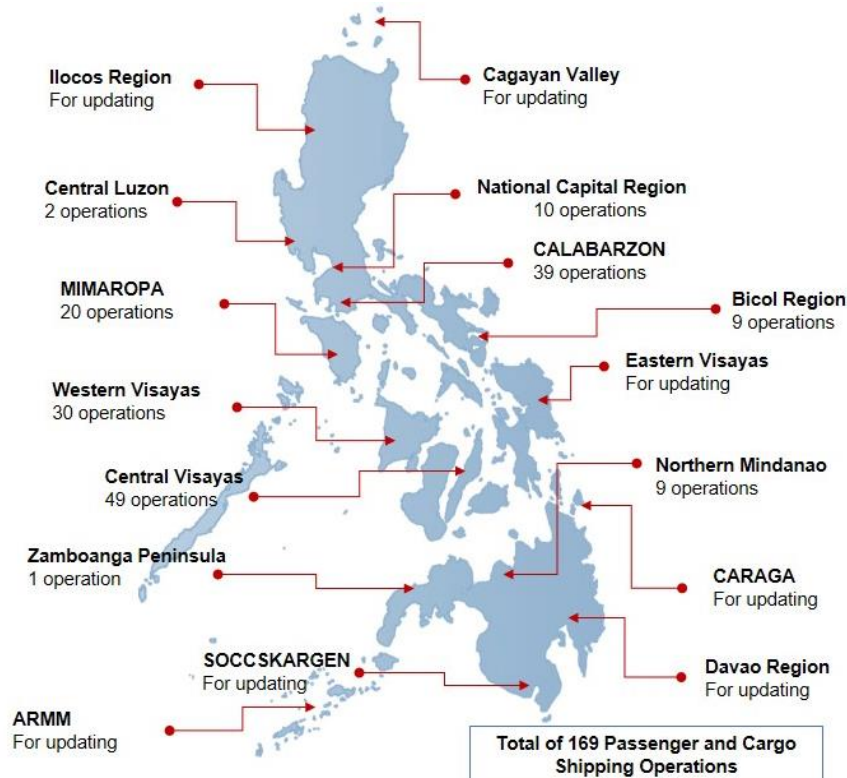 Ilocos Region
For updating
Cagayan Valley
For updating
Central Luzon
2 operations
National Capital Region
10 operations
CALABARZON
39 operations
MIMAROPA
20 operations
Bicol Region
9 operations
Eastern Visayas
For updating
Western Visayas
30 operations
Central Visayas
49 operations
Northern Mindanao
9 operations
Zamboanga Peninsula
1 operation
CARAGA
For updating
SOCCSKARGEN
For updating
Davao Region
For updating
ARMM
For updating
Total of 169 Passenger and Cargo
Shipping Operations